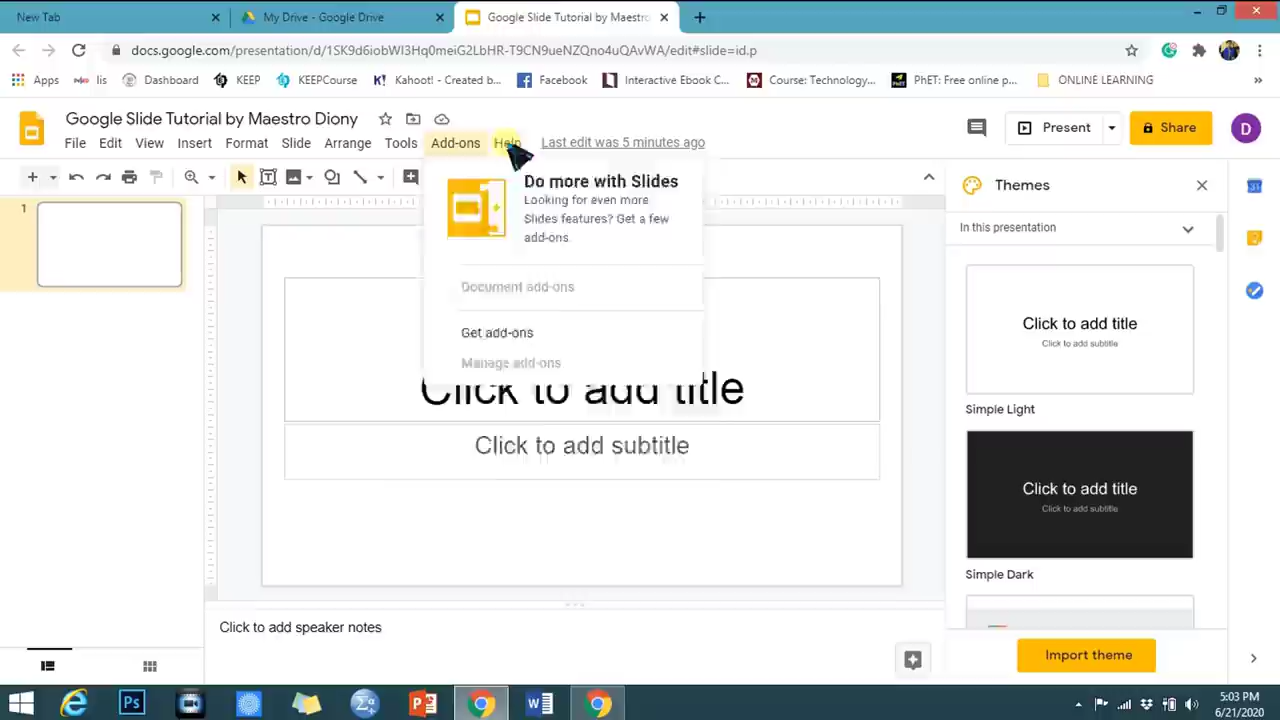 New Tab
My Drive - Google Drive
Google Slide Tutorial by Maestro
docs.google.com/presentation/d/1SK9d6iobWI3Hq0meiG2LbHR-T9CN9ueNZQno4uQAvWA/edit#slide=id.p
Apps
lis
Dashboard
KEEP
KEEPCourse
Kahoot! - Created b...
Facebook
Interactive Ebook C...
Course: Technology...
PhET: Free online p...
ONLINE LEARNING
Google Slide Tutorial by Maestro Diony
File Edit View Insert Format Slide Arrange Tools Add-ons Help Last edit was 5 minutes ago
Present
Share
D
Do more with Slides
Looking for even more
Slides features? Get a few
add-ons.
Document add-ons
Get add-ons
Manage add-ons
1
Click to add title
Click to add subtitle
Click to add speaker notes
Themes
In this presentation
Click to add title
Click to add subtitle
Simple Light
Click to add title
Click to add subtitle
Simple Dark
Import theme
5:03 PM
6/21/2020